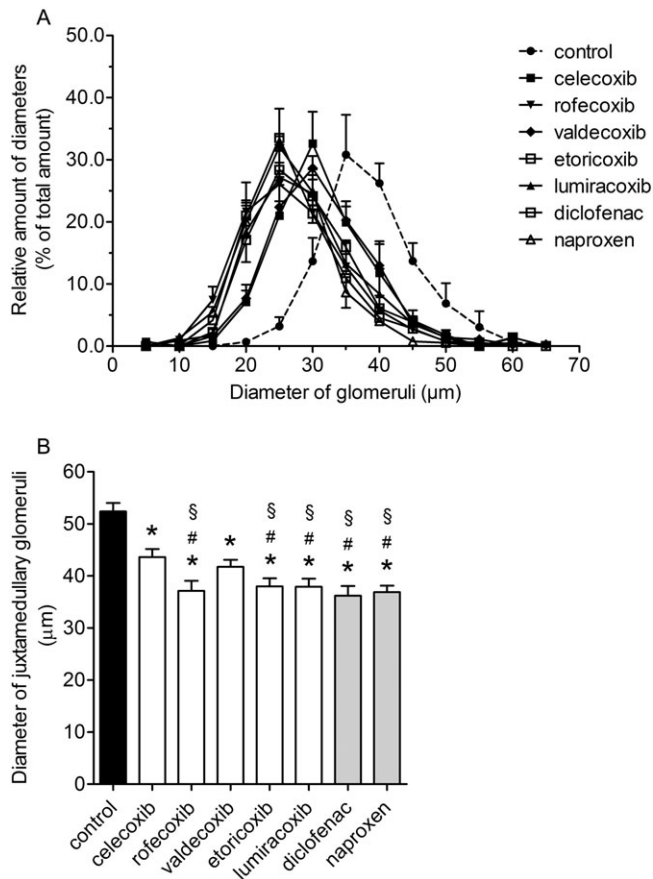 A
Relative amount of diameters
(% of total amount)
50.0
40.0
30.0
20.0
10.0
0.0
0 10 20 30 40 50 60 70
Diameter of glomeruli (µm)
control
celecoxib
rofecoxib
valdecoxib
etoricoxib
lumiracoxib
diclofenac
naproxen
B
Diameter of juxtamedullary glomeruli
(µm)
60
50
40
30
20
10
0
§ § § § §
# # # # #
* * * * * * *
control
celecoxib
rofecoxib
valdecoxib
etoricoxib
lumiracoxib
diclofenac
naproxen